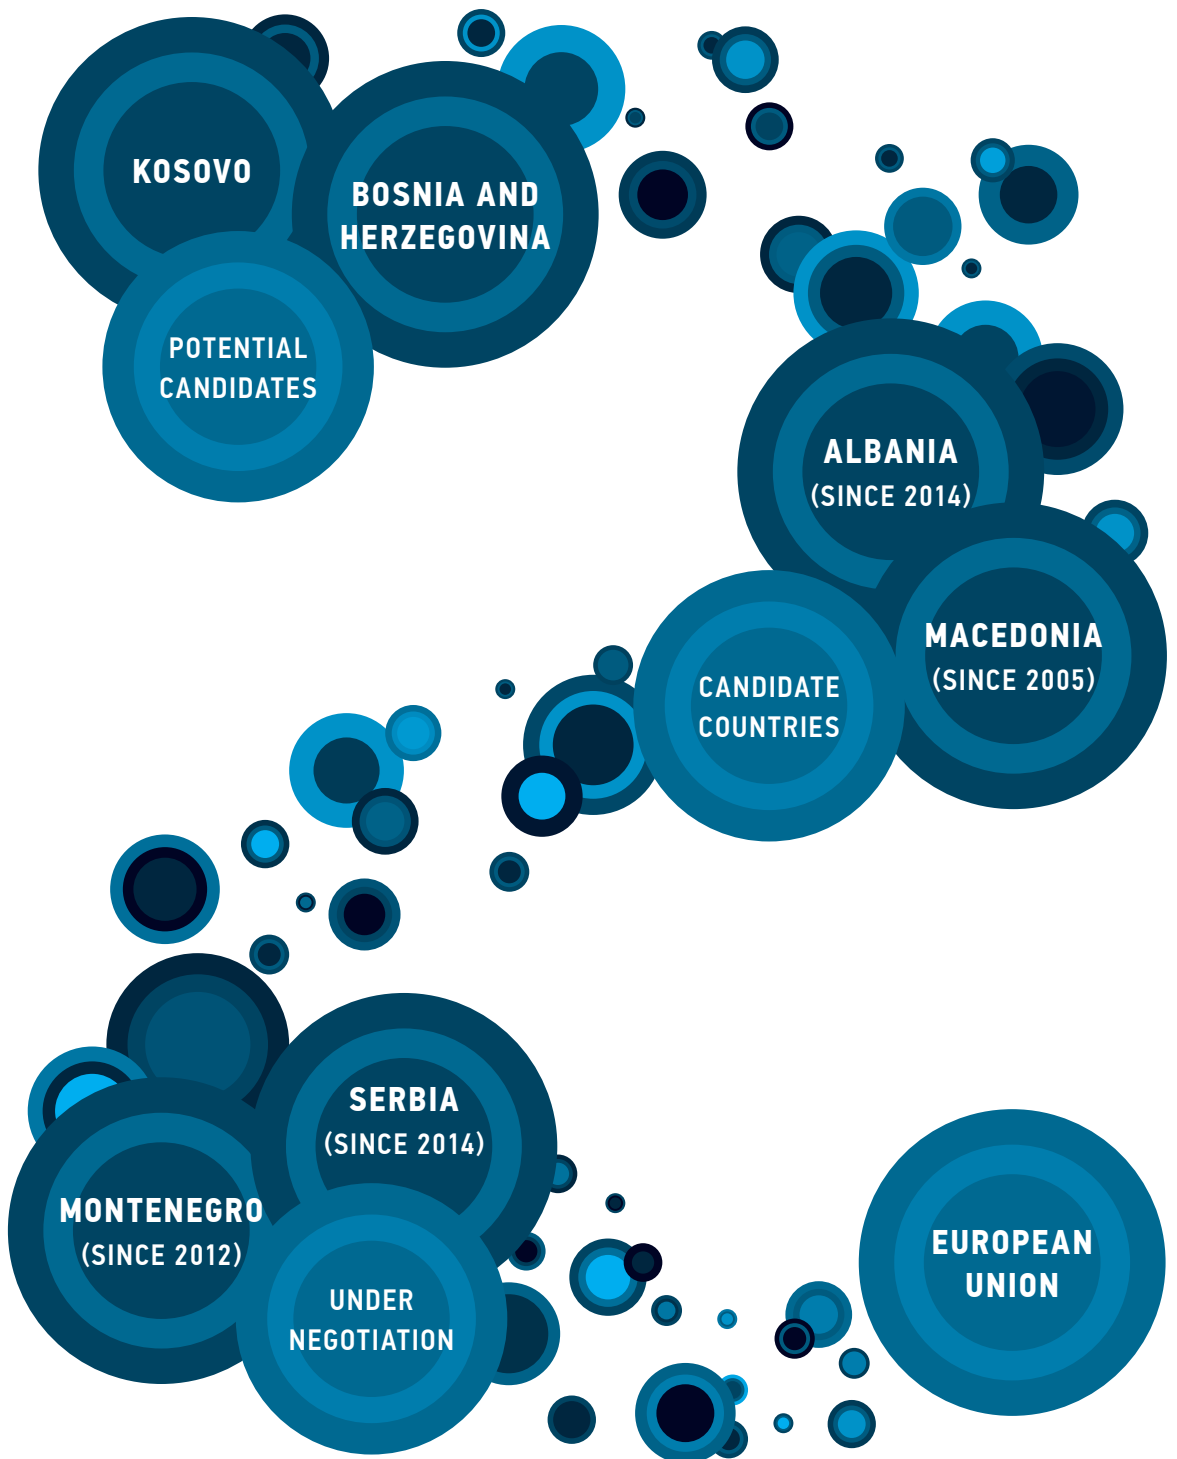 KOSOVO
BOSNIA AND
HERZEGOVINA
POTENTIAL
CANDIDATES
ALBANIA
(SINCE 2014)
MACEDONIA
(SINCE 2005)
CANDIDATE
COUNTRIES
SERBIA
(SINCE 2014)
MONTENEGRO
(SINCE 2012)
UNDER
NEGOTIATION
EUROPEAN
UNION